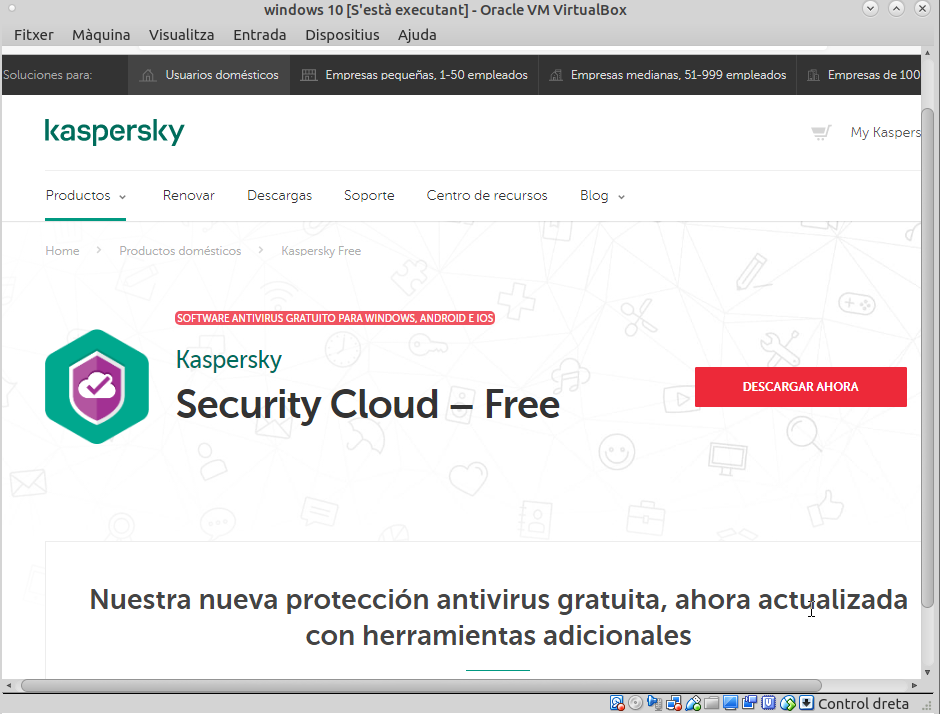 windows 10 [S'està executant] - Oracle VM VirtualBox
Fitxer Màquina Visualitza Entrada Dispositius Ajuda
Soluciones para: Usuarios domésticos Empresas pequeñas, 1-50 empleados Empresas medianas, 51-999 empleados Empresas de 100
kaspersky
My Kaspers
Productos Renovar Descargas Soporte Centro de recursos Blog
Home > Productos domésticos > Kaspersky Free
SOFTWARE ANTIVIRUS GRATUITO PARA WINDOWS, ANDROID E IOS
Kaspersky
Security Cloud – Free
DESCARGAR AHORA
Nuestra nueva protección antivirus gratuita, ahora actualizada
con herramientas adicionales
Control dreta